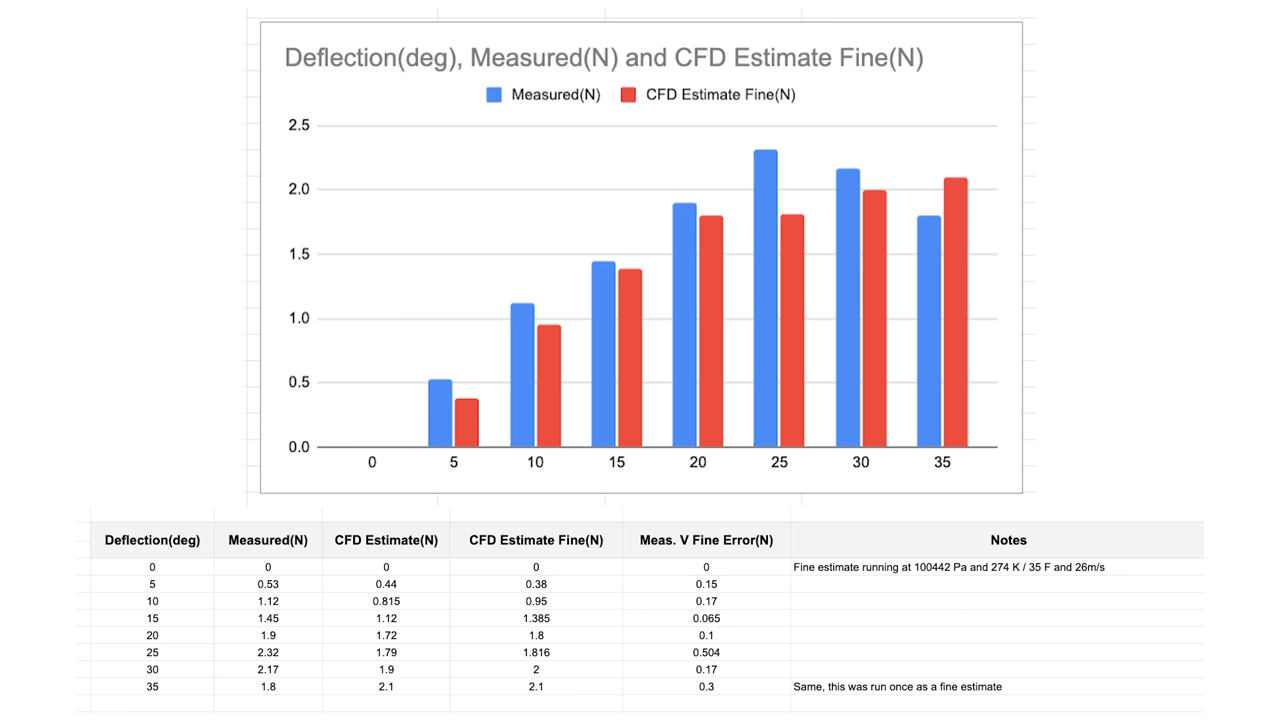 Deflection(deg), Measured(N) and CFD Estimate Fine(N)
Measured(N) CFD Estimate Fine(N)
2.5
2.0
1.5
1.0
0.5
0.0
0 5 10 15 20 25 30 35
Deflection(deg) Measured(N) CFD Estimate(N) CFD Estimate Fine(N) Meas. V Fine Error(N) Notes
0 0 0 0 0 Fine estimate running at 100442 Pa and 274 K / 35 F and 26m/s
5 0.53 0.44 0.38 0.15
10 1.12 0.815 0.95 0.17
15 1.45 1.12 1.385 0.065
20 1.9 1.72 1.8 0.1
25 2.32 1.79 1.816 0.504
30 2.17 1.9 2 0.17
35 1.8 2.1 2.1 0.3 Same, this was run once as a fine estimate